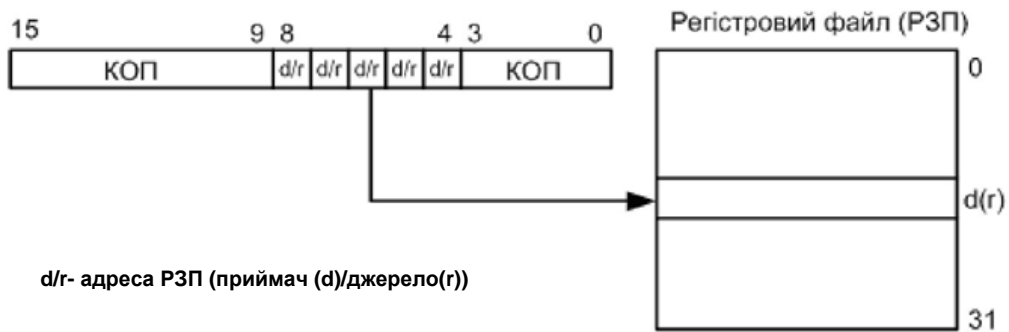 15 9 8 4 3 0
КОП d/r d/r d/r d/r d/r КОП
Регістровий файл (РЗП)
0
d(r)
31
d/r- адреса РЗП (приймач (d)/джерело(r))